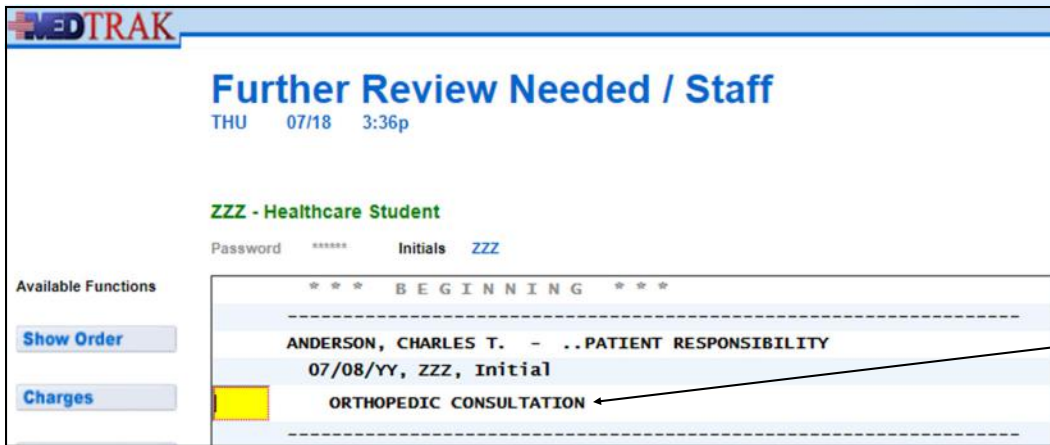 MEDTRAK
Further Review Needed / Staff
THU 07/18 3:36p
ZZZ - Healthcare Student
Password ****** Initials ZZZ
Available Functions
* * * B E G I N N I N G * * *
--------------------------------------------------------------------
Show Order
ANDERSON, CHARLES T. - ..PATIENT RESPONSIBILITY
07/08/YY, ZZZ, Initial
Charges
ORTHOPEDIC CONSULTATION
--------------------------------------------------------------------